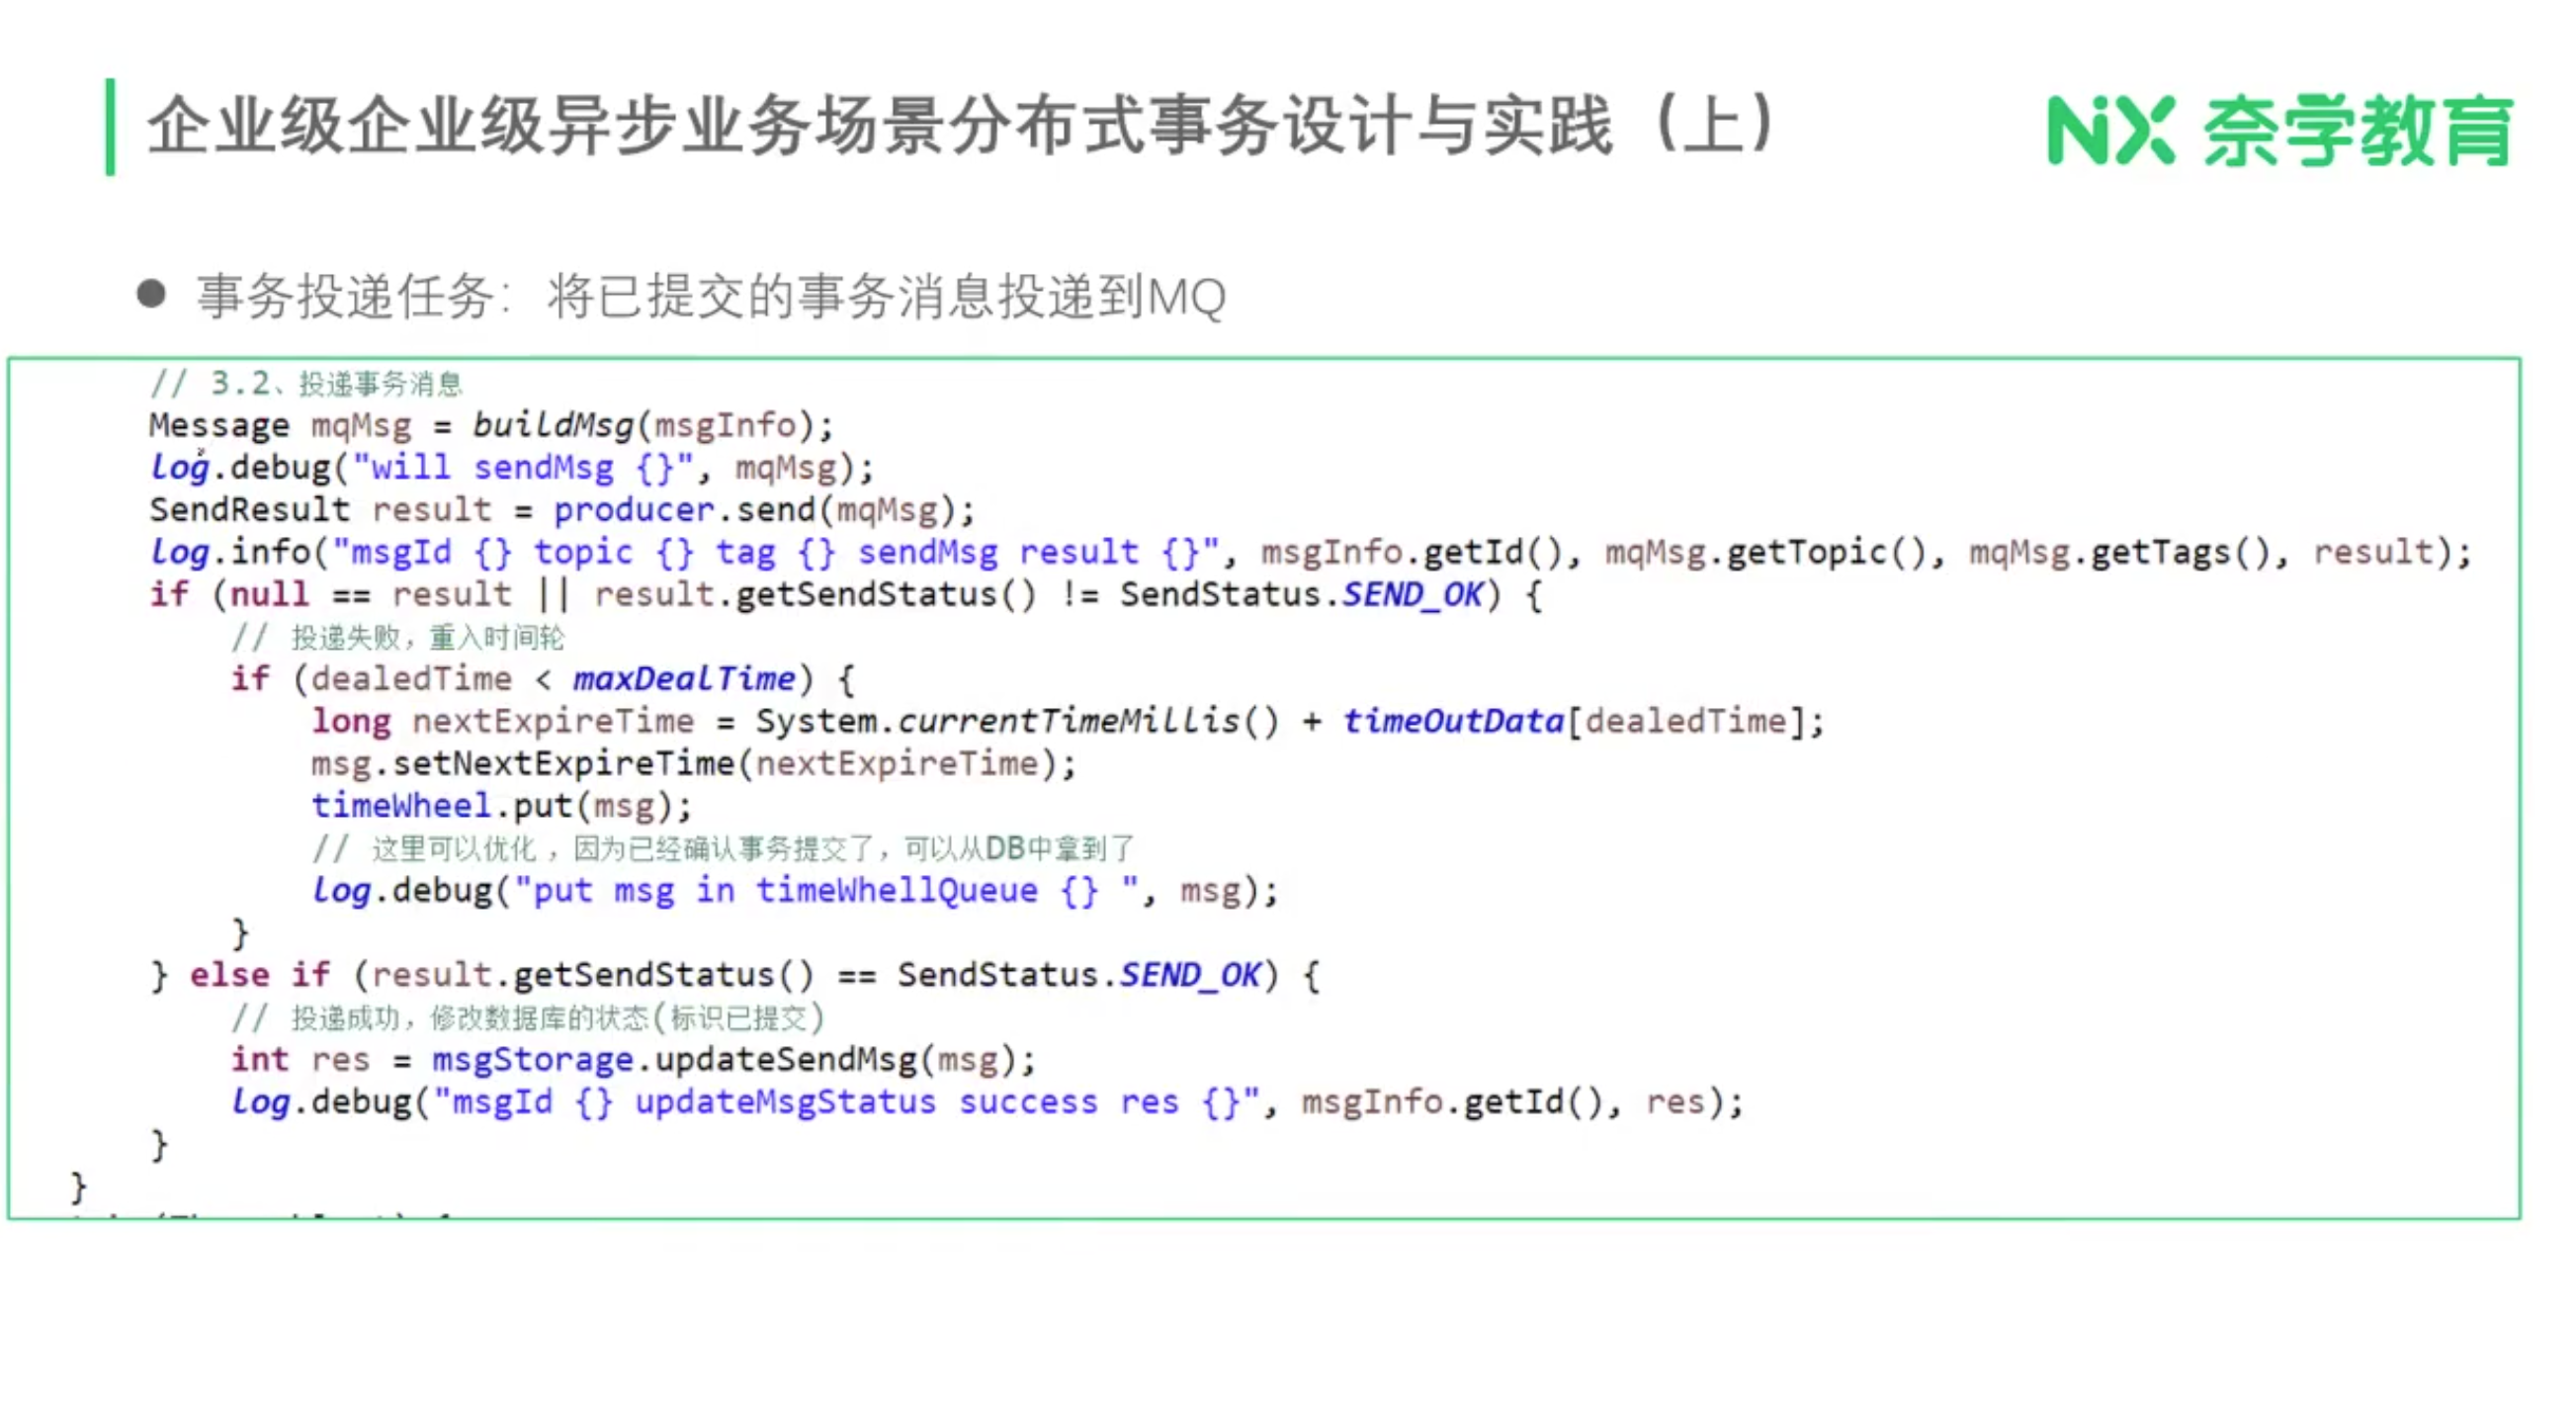 企业级企业级异步业务场景分布式事务设计与实践（上）
NX 奈学教育
● 事务投递任务：将已提交的事务消息投递到MQ
// 3.2、投递事务消息
Message mqMsg = buildMsg(msgInfo);
log.debug("will sendMsg {}", mqMsg);
SendResult result = producer.send(mqMsg);
log.info("msgId {} topic {} tag {} sendMsg result {}", msgInfo.getId(), mqMsg.getTopic(), mqMsg.getTags(), result);
if (null == result || result.getSendStatus() != SendStatus.SEND_OK) {
// 投递失败，重入时间轮
if (dealedTime < maxDealTime) {
long nextExpireTime = System.currentTimeMillis() + timeOutData[dealedTime];
msg.setNextExpireTime(nextExpireTime);
timeWheel.put(msg);
// 这里可以优化 ，因为已经确认事务提交了，可以从DB中拿到了
log.debug("put msg in timeWhellQueue {} ", msg);
}
} else if (result.getSendStatus() == SendStatus.SEND_OK) {
// 投递成功，修改数据库的状态(标识已提交)
int res = msgStorage.updateSendMsg(msg);
log.debug("msgId {} updateMsgStatus success res {}", msgInfo.getId(), res);
}
}